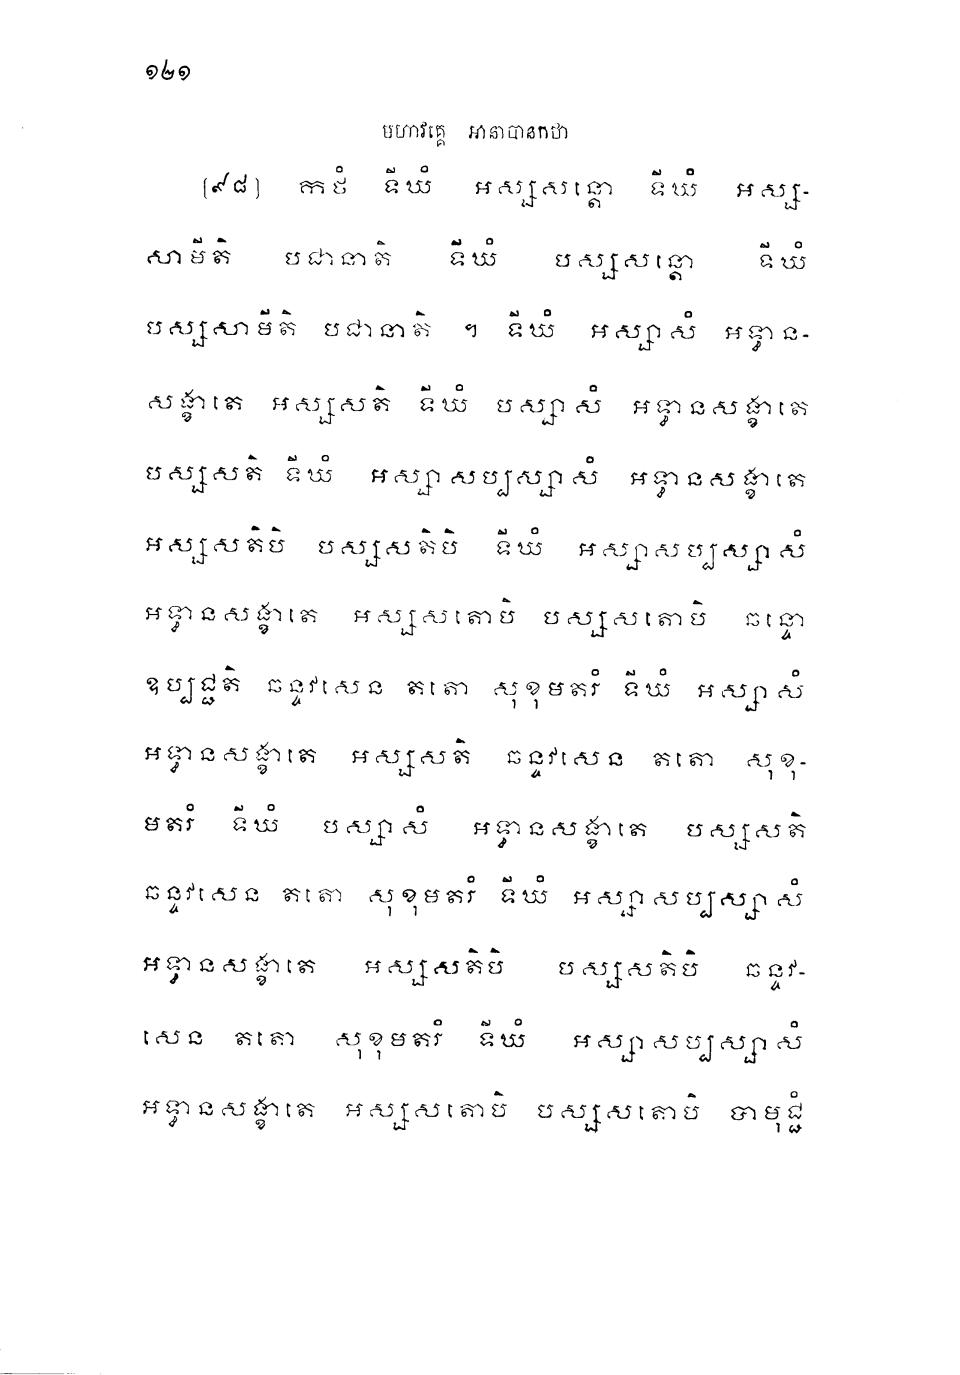 ១២១
មហាវគ្គេ អានាបានកថា
[៩៨] កថំ ទីឃំ អស្សសន្តោ ទីឃំ អស្ស-
សាមីតិ បជានាតិ ទីឃំ បស្សសន្តោ ទីឃំ
បស្សសាមីតិ បជានាតិ ។ ទីឃំ អស្សាសំ អទ្ធាន-
សង្ខាតេ អស្សសតិ ទីឃំ បស្សាសំ អទ្ធានសង្ខាតេ
បស្សសតិ ទីឃំ អស្សាសប្បស្សាសំ អទ្ធានសង្ខាតេ
អស្សសតិបិ បស្សសតិបិ ទីឃំ អស្សាសប្បស្សាសំ
អទ្ធានសង្ខាតេ អស្សសតោបិ បស្សសតោបិ ឆន្ទោ
ឧប្បជ្ជតិ ឆន្ទវសេន តតោ សុខុមតរំ ទីឃំ អស្សាសំ
អទ្ធានសង្ខាតេ អស្សសតិ ឆន្ទវសេន តតោ សុខុ-
មតរំ ទីឃំ បស្សាសំ អទ្ធានសង្ខាតេ បស្សសតិ
ឆន្ទវសេន តតោ សុខុមតរំ ទីឃំ អស្សាសប្បស្សាសំ
អទ្ធានសង្ខាតេ អស្សសតិបិ បស្សសតិបិ ឆន្ទវ-
សេន តតោ សុខុមតរំ ទីឃំ អស្សាសប្បស្សាសំ
អទ្ធានសង្ខាតេ អស្សសតោបិ បស្សសតោបិ បាមុជ្ជំ